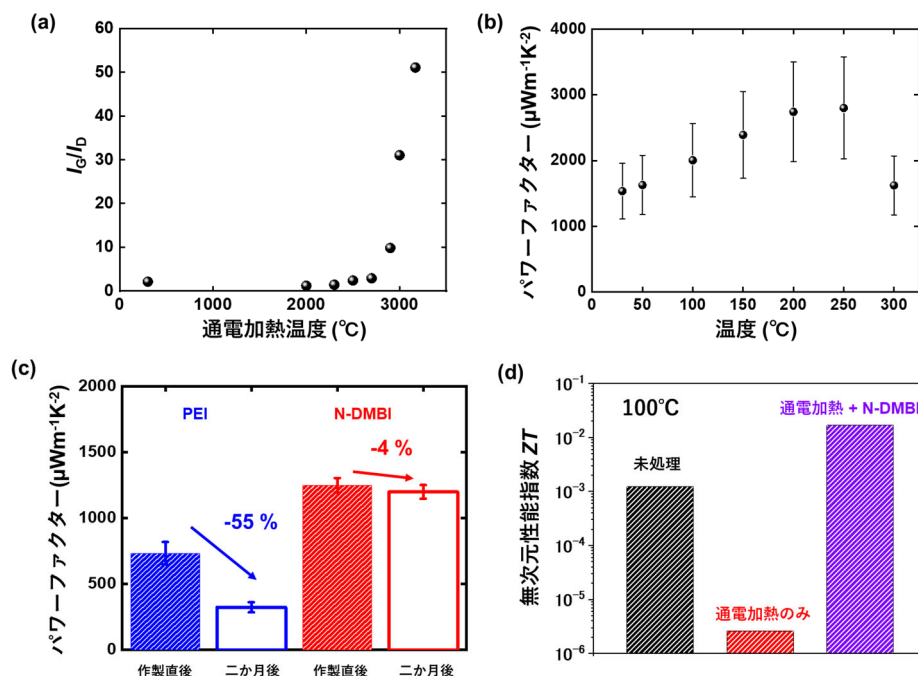 (a)
60
50
40
30
20
10
0
I_G/I_D
0
1000
2000
3000
通電加熱温度 (℃)
(b)
4000
3000
2000
1000
0
パワーファクター (μWm⁻¹K⁻²)
0
50
100
150
200
250
300
温度 (℃)
(c)
2000
1500
1000
500
0
パワーファクター(μWm⁻¹K⁻²)
PEI
N-DMBI
-4 %
-55 %
作製直後
二か月後
作製直後
二か月後
(d)
10⁻¹
10⁻²
10⁻³
10⁻⁴
10⁻⁵
10⁻⁶
無次元性能指数 ZT
100℃
通電加熱 + N-DMBI
未処理
通電加熱のみ